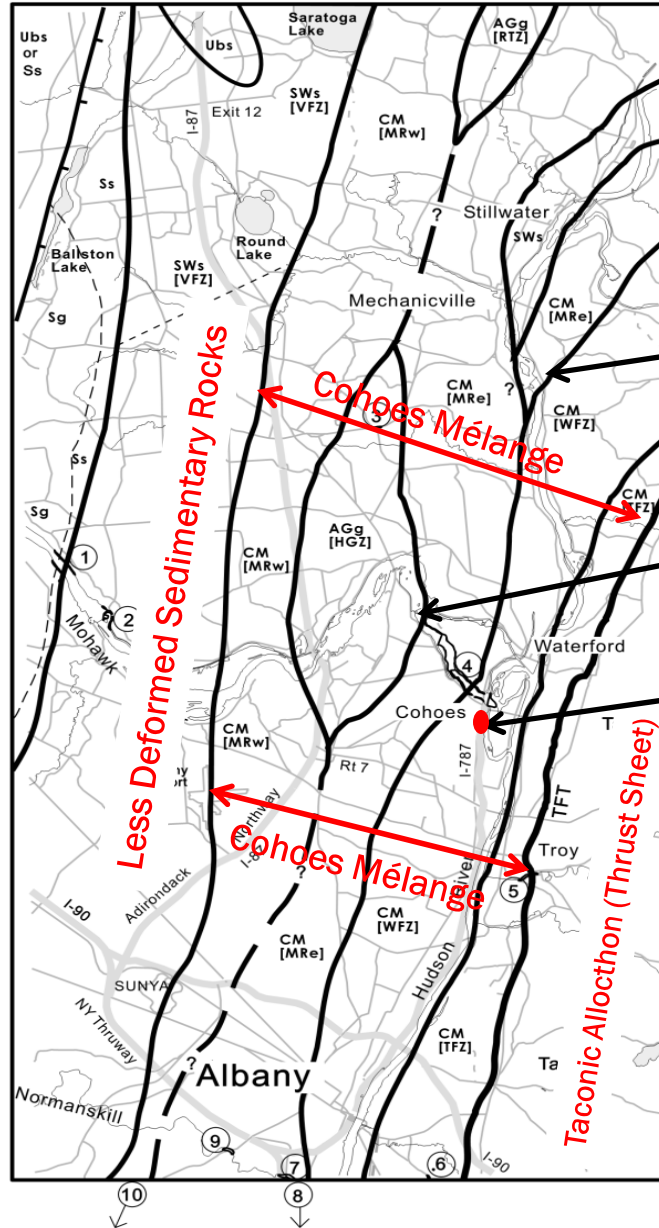 Ubs
or
Ss
Ubs
Saratoga
Lake
AGg
[RTZ]
I-87
Exit 12
SWs
[VFZ]
CM
[MRw]
Ss
?
Stillwater
SWs
Round
Lake
Ballston
Lake
SWs
[VFZ]
Mechanicville
CM
[MRe]
Sg
Less Deformed Sedimentary Rocks
Cohoes Mélange
CM
[MRe]
?
3
CM
[WFZ]
Ss
CM
[TFZ]
Sg
AGg
[HGZ]
1
CM
[MRw]
2
Mohawk
Waterford
4
Cohoes
T
CM
[MRw]
I-787
Rt 7
TFT
Northway
Cohoes Mélange
Troy
I-87
?
5
Adirondack
I-90
CM
[WFZ]
Hudson
River
Taconic Allocthon (Thrust Sheet)
CM
[MRe]
SUNYA
NY Thruway
CM
[TFZ]
Ta
?
Albany
Normanskill
9
7
6
I-90
10
8